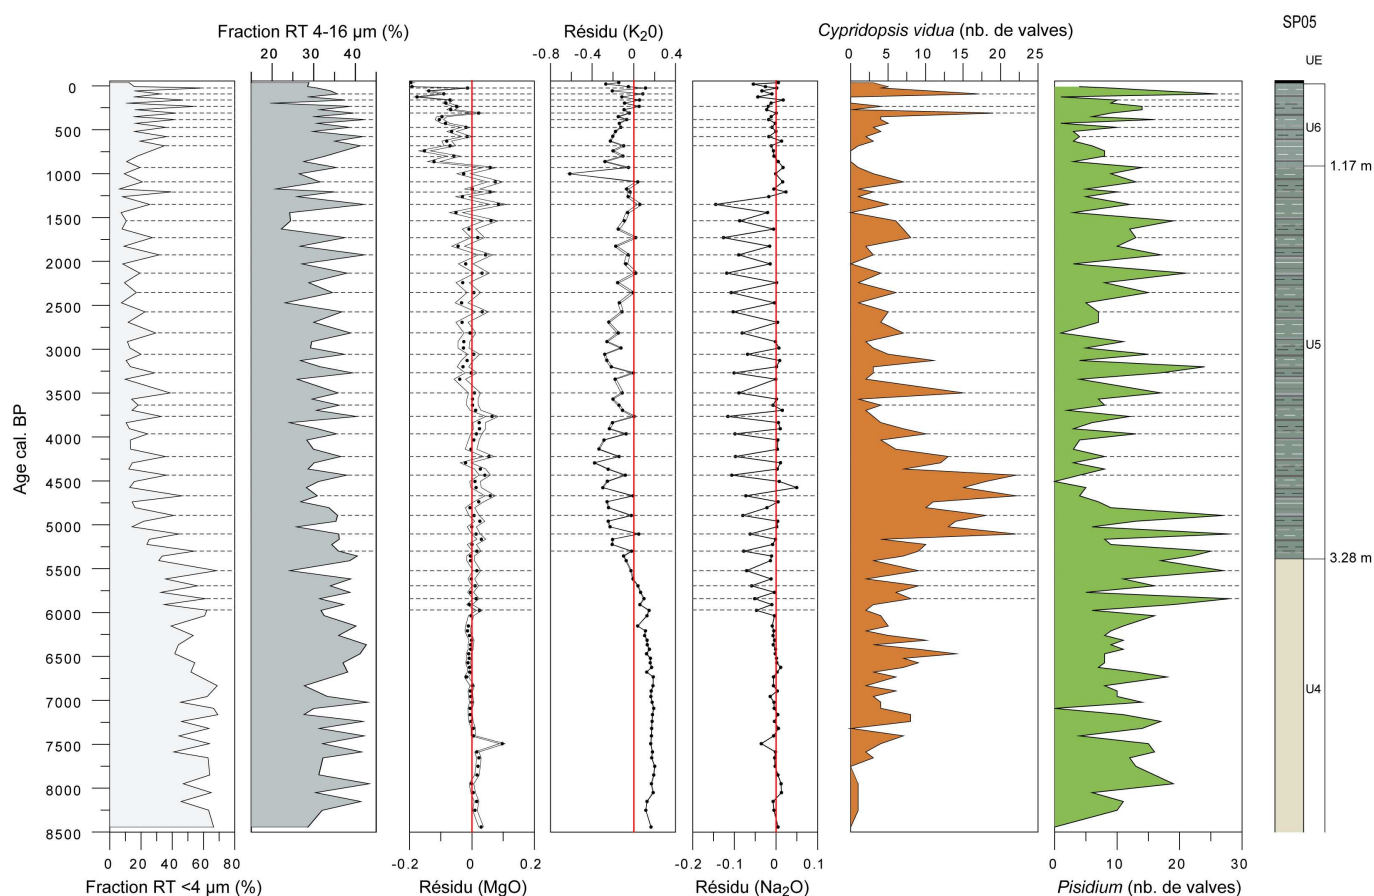 Fraction RT 4-16 µm (%)
20 30 40
Résidu (K20)
-0.8 -0.4 0 0.4
Cypridopsis vidua (nb. de valves)
0 5 10 15 20 25
SP05
UE
Age cal. BP
0
500
1000
1500
2000
2500
3000
3500
4000
4500
5000
5500
6000
6500
7000
7500
8000
8500
U6
1.17 m
U5
3.28 m
U4
0 20 40 60 80
Fraction RT <4 µm (%)
-0.2 0 0.2
Résidu (MgO)
-0.2 -0.1 0 0.1
Résidu (Na2O)
0 10 20 30
Pisidium (nb. de valves)